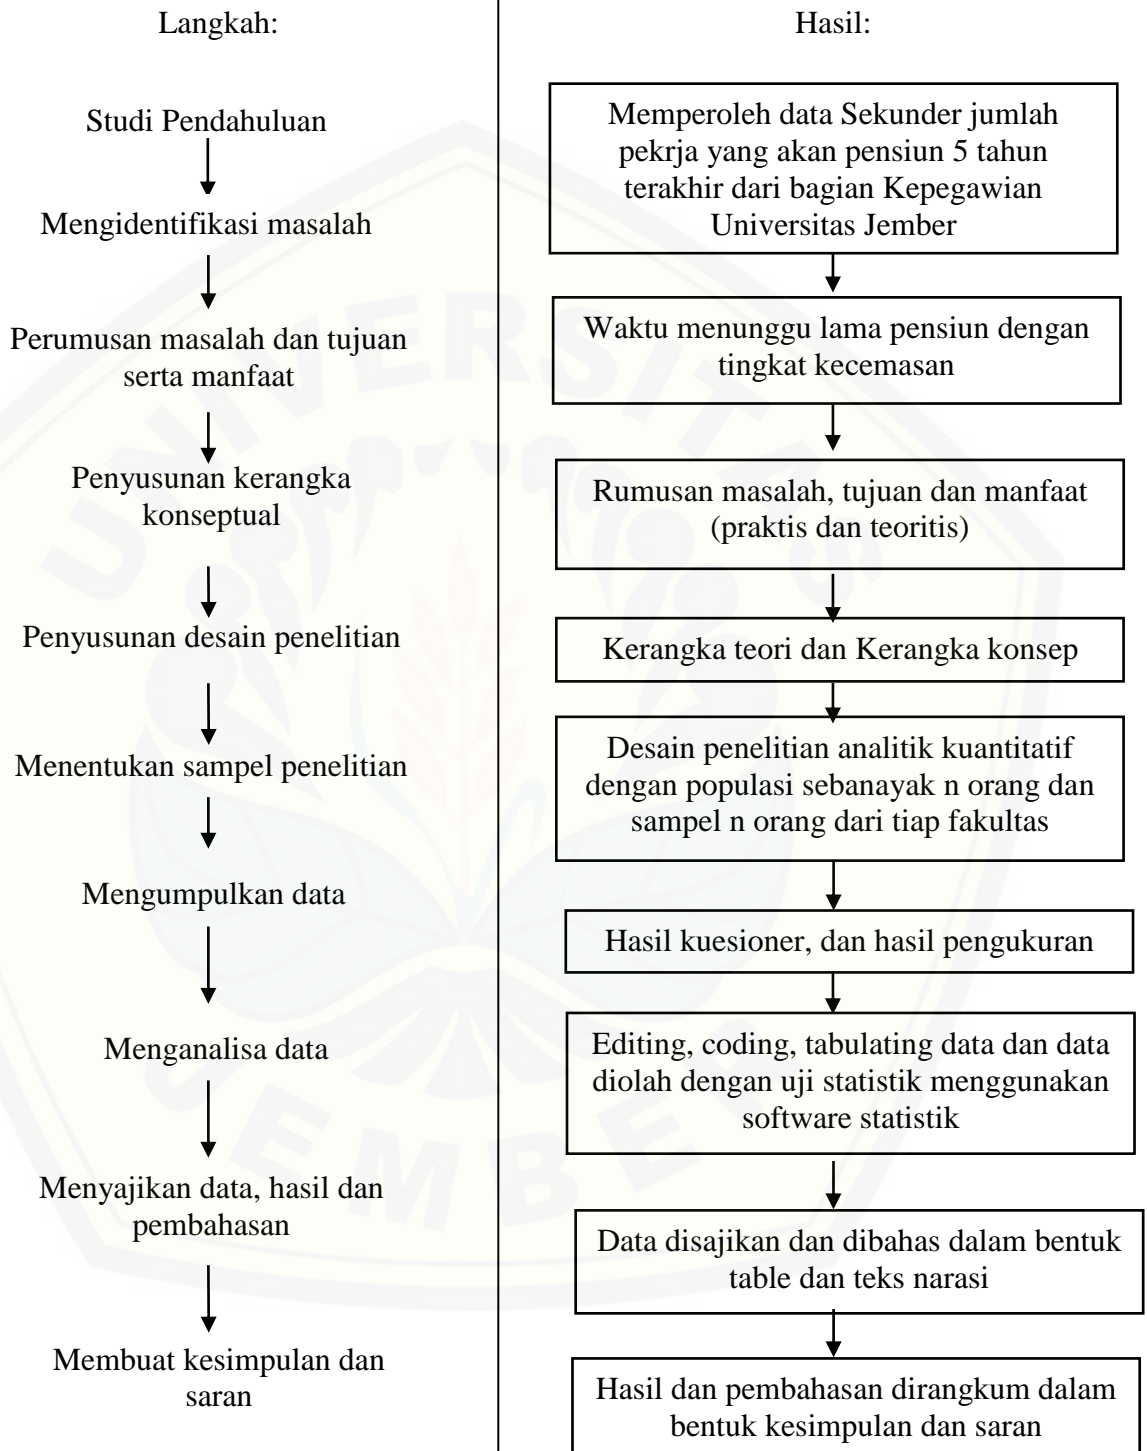 Langkah:
Studi Pendahuluan
Mengidentifikasi masalah
Perumusan masalah dan tujuan
serta manfaat
Penyusunan kerangka
konseptual
Penyusunan desain penelitian
Menentukan sampel penelitian
Mengumpulkan data
Menganalisa data
Menyajikan data, hasil dan
pembahasan
Membuat kesimpulan dan
saran
Hasil:
Memperoleh data Sekunder jumlah
pekrja yang akan pensiun 5 tahun
terakhir dari bagian Kepegawian
Universitas Jember
Waktu menunggu lama pensiun dengan
tingkat kecemasan
Rumusan masalah, tujuan dan manfaat
(praktis dan teoritis)
Kerangka teori dan Kerangka konsep
Desain penelitian analitik kuantitatif
dengan populasi sebanayak n orang dan
sampel n orang dari tiap fakultas
Hasil kuesioner, dan hasil pengukuran
Editing, coding, tabulating data dan data
diolah dengan uji statistik menggunakan
software statistik
Data disajikan dan dibahas dalam bentuk
table dan teks narasi
Hasil dan pembahasan dirangkum dalam
bentuk kesimpulan dan saran
UNIVERSITAS
JEMBER